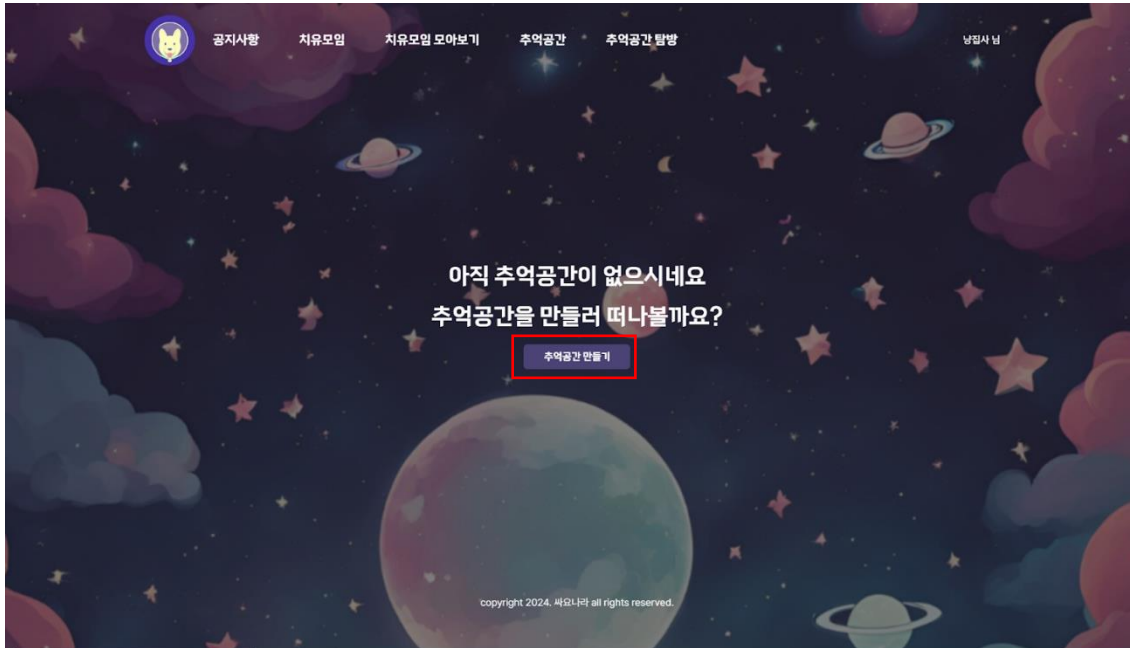 공지사항 치유모임 치유모임 모아보기 추억공간 추억공간 탐방 냥집사 님
아직 추억공간이 없으시네요
추억공간을 만들러 떠나볼까요?
추억공간 만들기
copyright 2024. 싸요나라 all rights reserved.